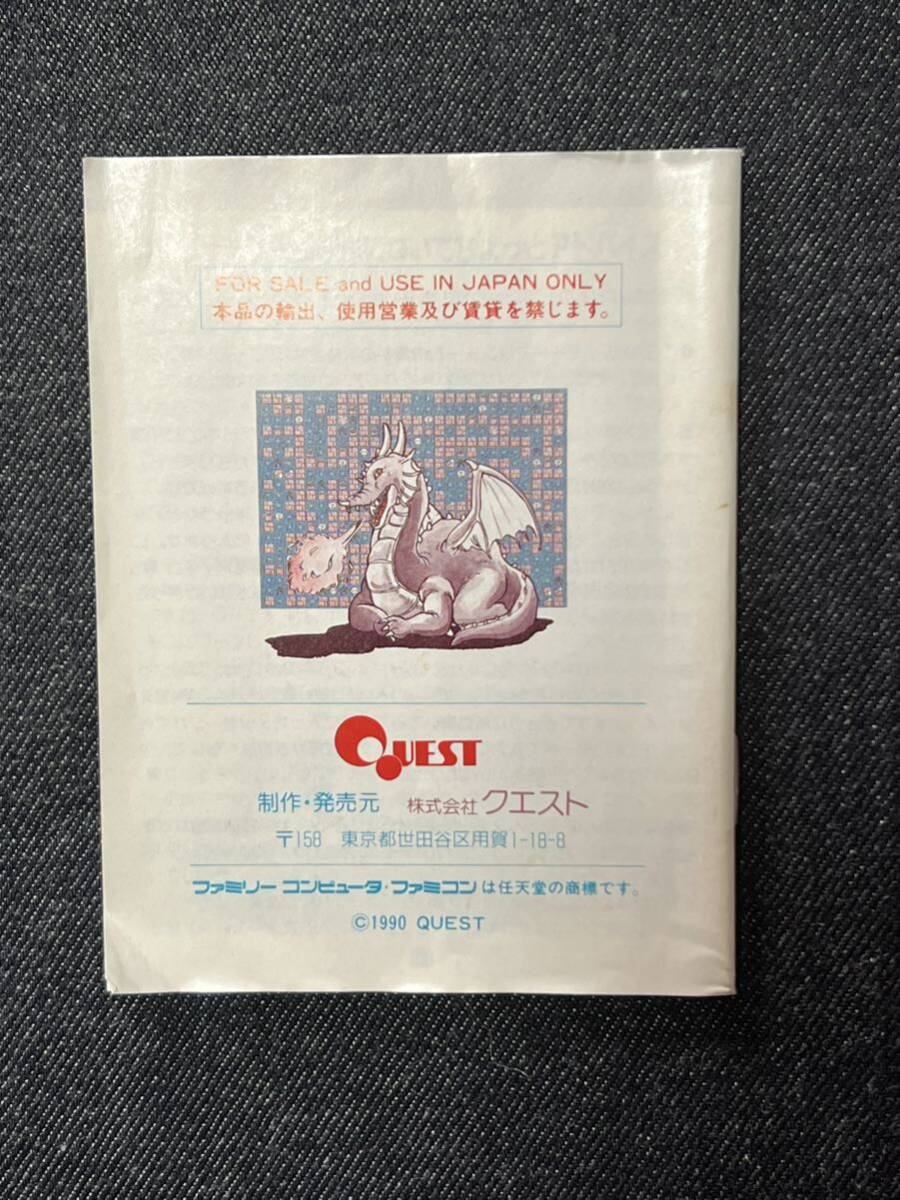 FOR SALE and USE IN JAPAN ONLY
本品の輸出、使用営業及び賃貸を禁じます。
QUEST
制作・発売元 株式会社クエスト
〒158 東京都世田谷区用賀1-18-8
ファミリーコンピュータ・ファミコンは任天堂の商標です。
©1990 QUEST